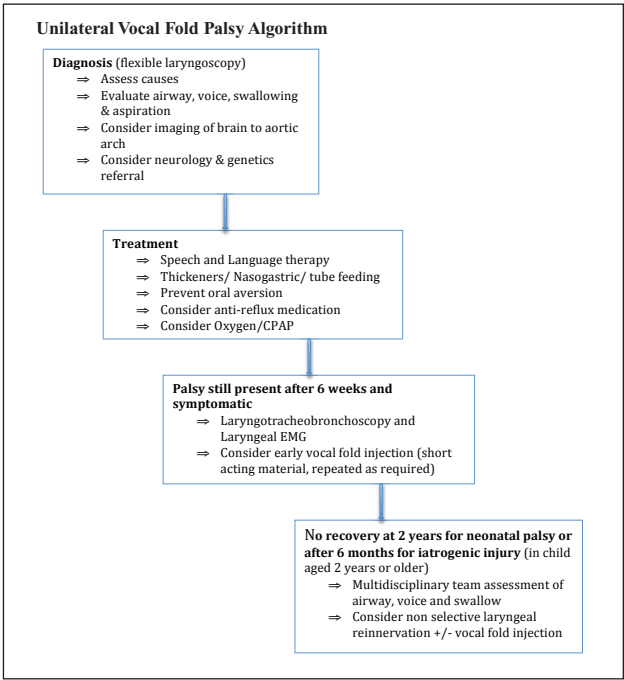 Unilateral Vocal Fold Palsy Algorithm
Diagnosis (flexible laryngoscopy)
⇒ Assess causes
⇒ Evaluate airway, voice, swallowing
& aspiration
⇒ Consider imaging of brain to aortic
arch
⇒ Consider neurology & genetics
referral
Treatment
⇒ Speech and Language therapy
⇒ Thickeners/ Nasogastric/ tube feeding
⇒ Prevent oral aversion
⇒ Consider anti-reflux medication
⇒ Consider Oxygen/CPAP
Palsy still present after 6 weeks and
symptomatic
⇒ Laryngotracheobronchoscopy and
Laryngeal EMG
⇒ Consider early vocal fold injection (short
acting material, repeated as required)
No recovery at 2 years for neonatal palsy or
after 6 months for iatrogenic injury (in child
aged 2 years or older)
⇒ Multidisciplinary team assessment of
airway, voice and swallow
⇒ Consider non selective laryngeal
reinnervation +/- vocal fold injection